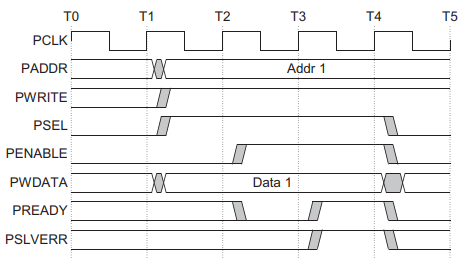 T0 T1 T2 T3 T4 T5
PCLK
PADDR Addr 1
PWRITE
PSEL
PENABLE
PWDATA Data 1
PREADY
PSLVERR